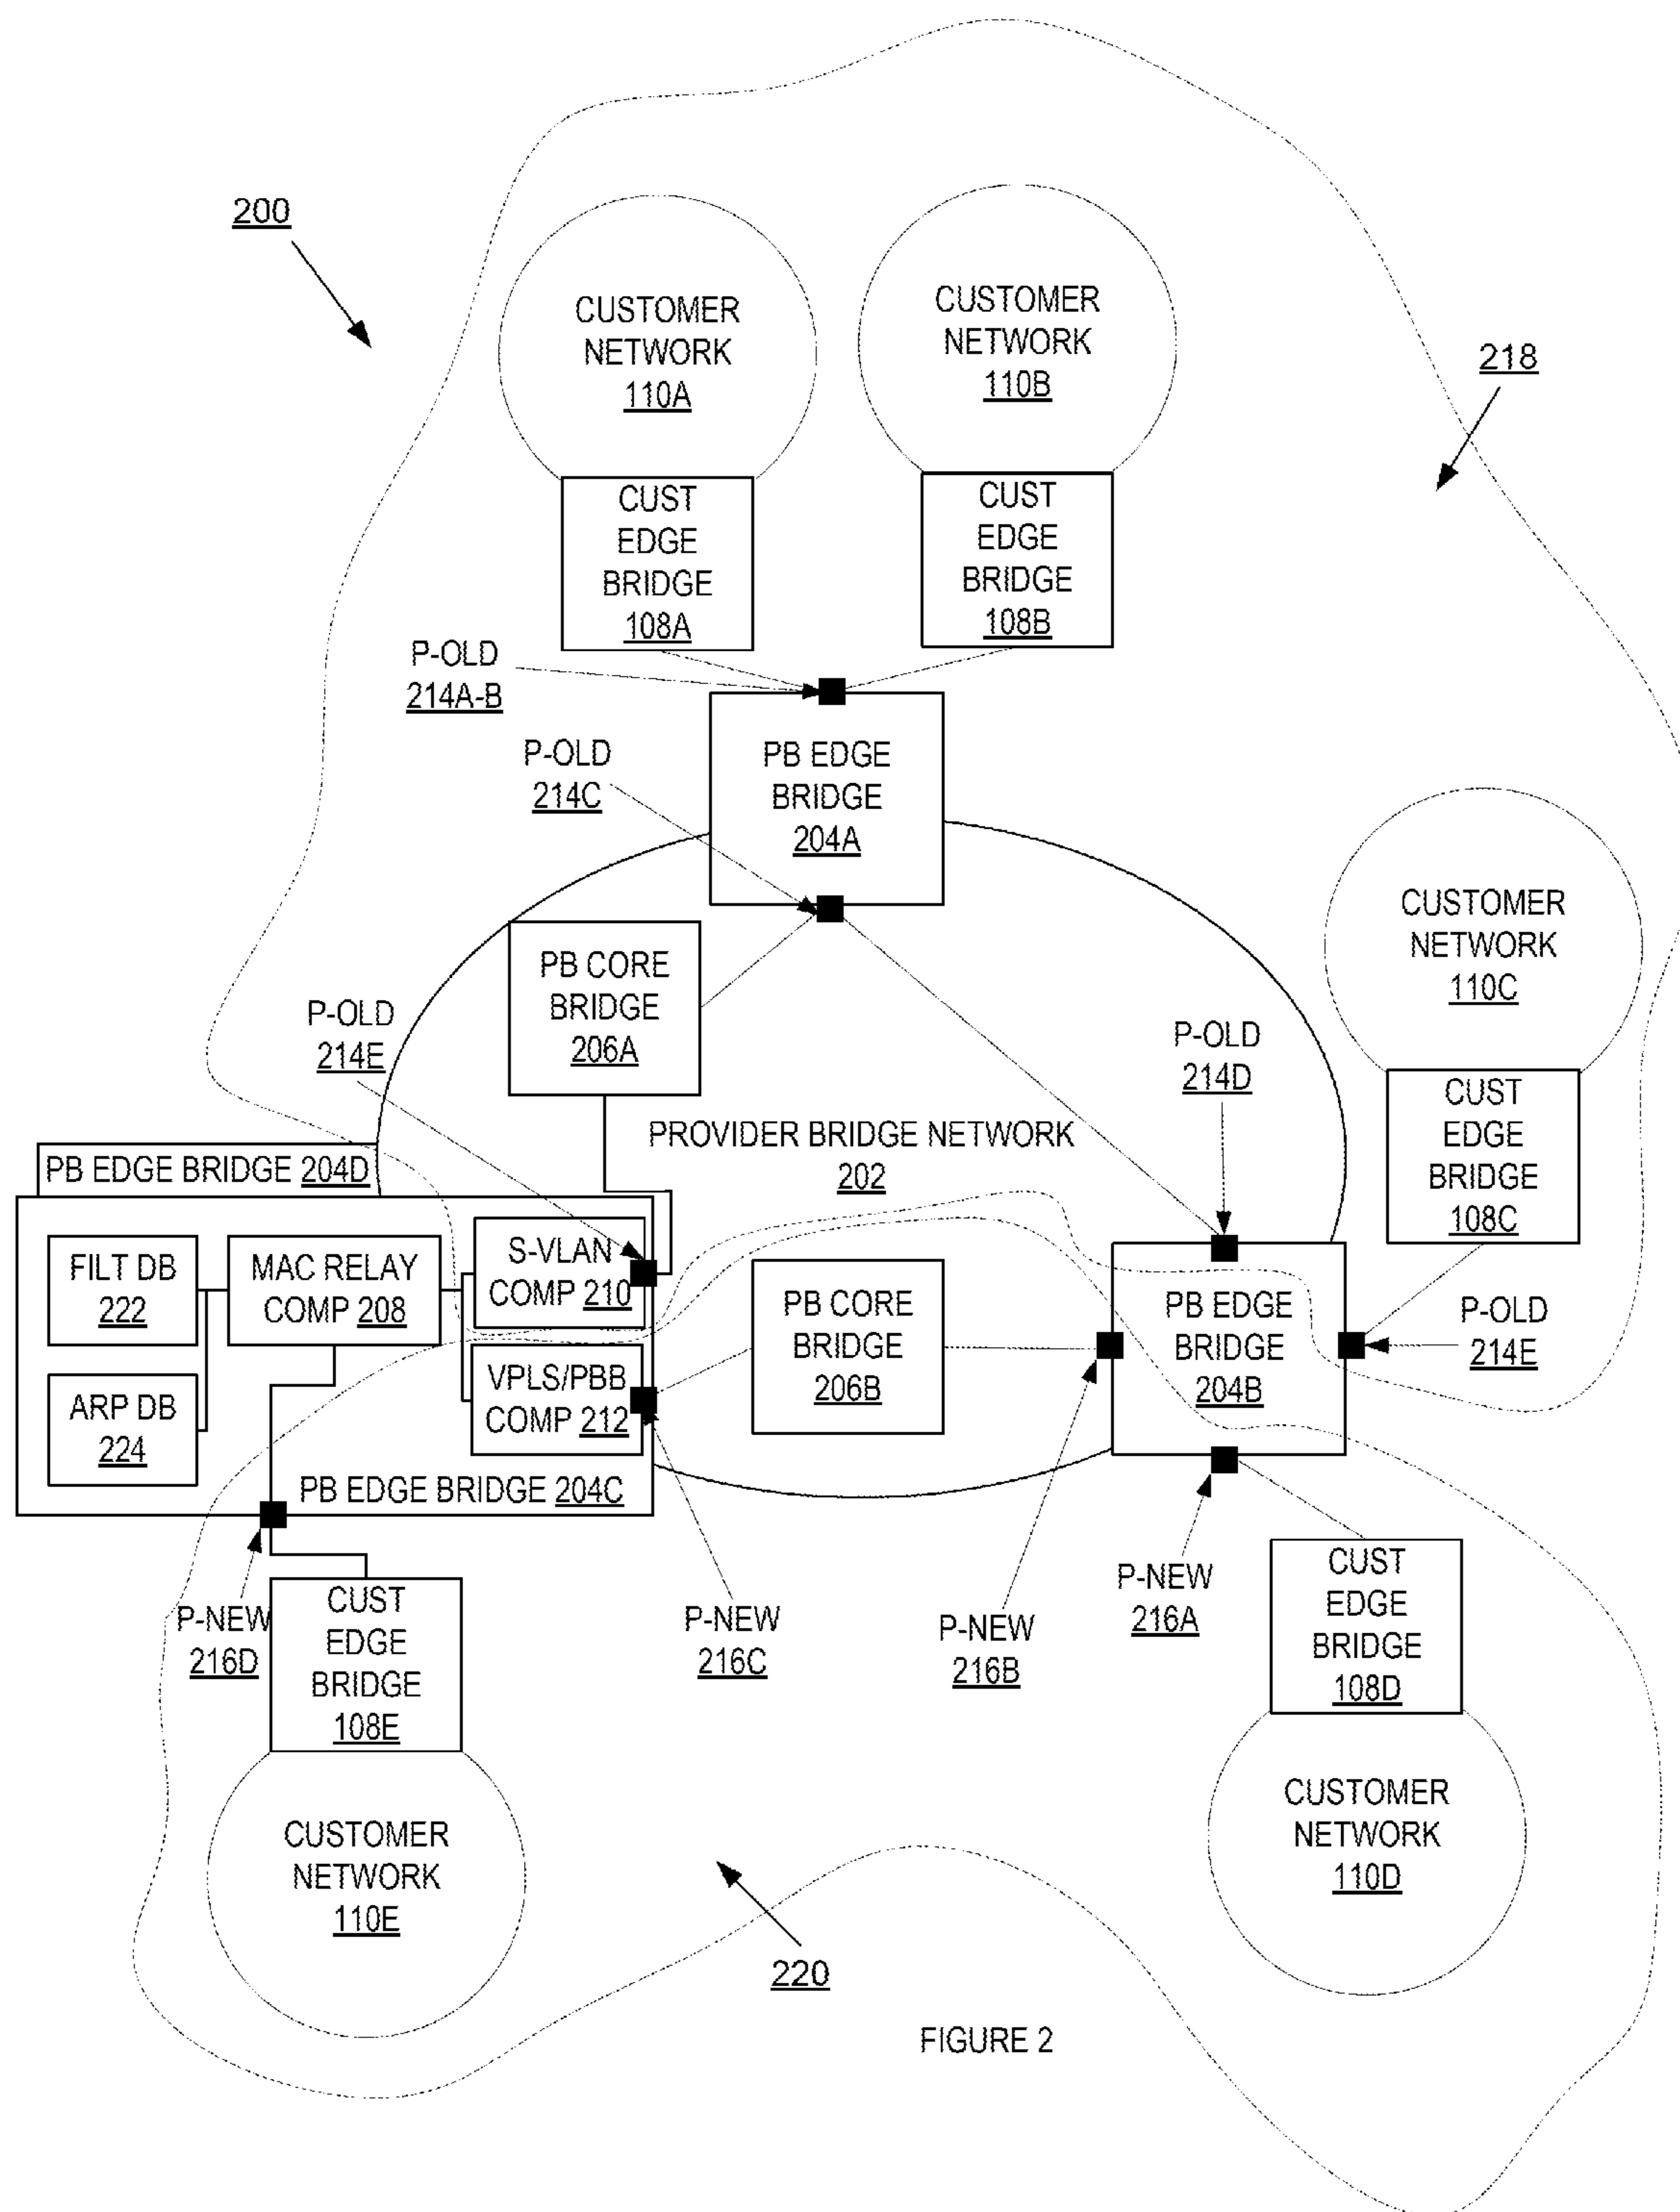 200
218
CUSTOMER
NETWORK
110A
CUSTOMER
NETWORK
110B
CUST
EDGE
BRIDGE
108A
CUST
EDGE
BRIDGE
108B
P-OLD
214A-B
P-OLD
214C
PB EDGE
BRIDGE
204A
CUSTOMER
NETWORK
110C
PB CORE
BRIDGE
206A
P-OLD
214E
P-OLD
214D
CUST
EDGE
BRIDGE
108C
PROVIDER BRIDGE NETWORK
202
PB EDGE BRIDGE 204D
FILT DB
222
MAC RELAY
COMP 208
S-VLAN
COMP 210
PB CORE
BRIDGE
206B
PB EDGE
BRIDGE
204B
P-OLD
214E
ARP DB
224
VPLS/PBB
COMP 212
PB EDGE BRIDGE 204C
P-NEW
216D
CUST
EDGE
BRIDGE
108E
P-NEW
216C
P-NEW
216B
P-NEW
216A
CUST
EDGE
BRIDGE
108D
CUSTOMER
NETWORK
110E
CUSTOMER
NETWORK
110D
220
FIGURE 2